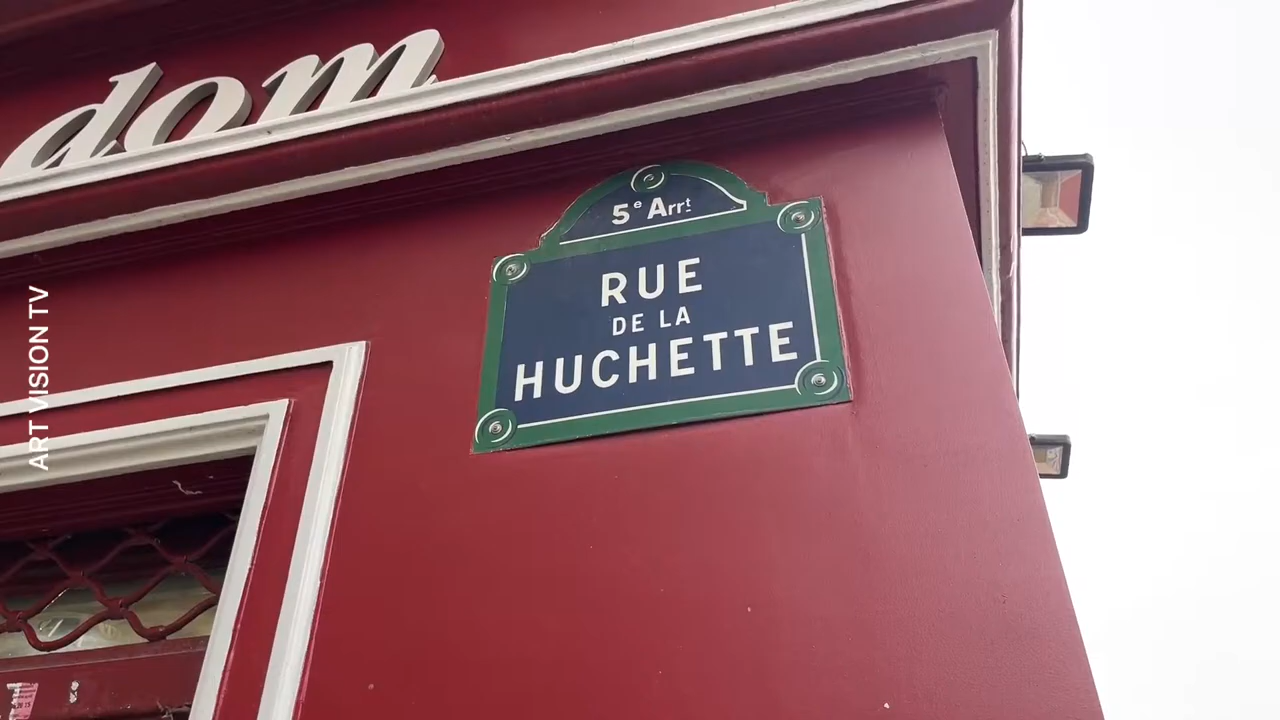 dom
5e Arrt
RUE
DE LA
HUCHETTE
ART VISION TV